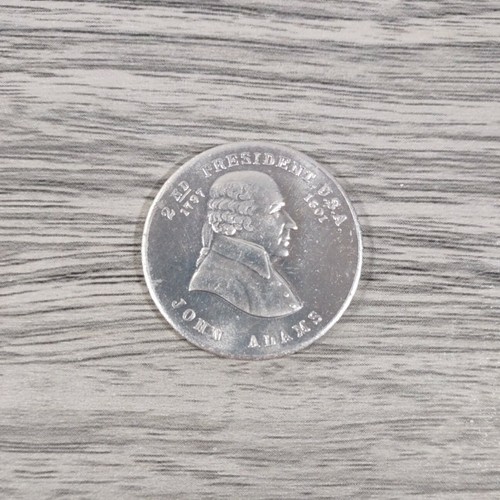 2ND PRESIDENT, U.S.A.
1797 1801
JOHN ADAMS